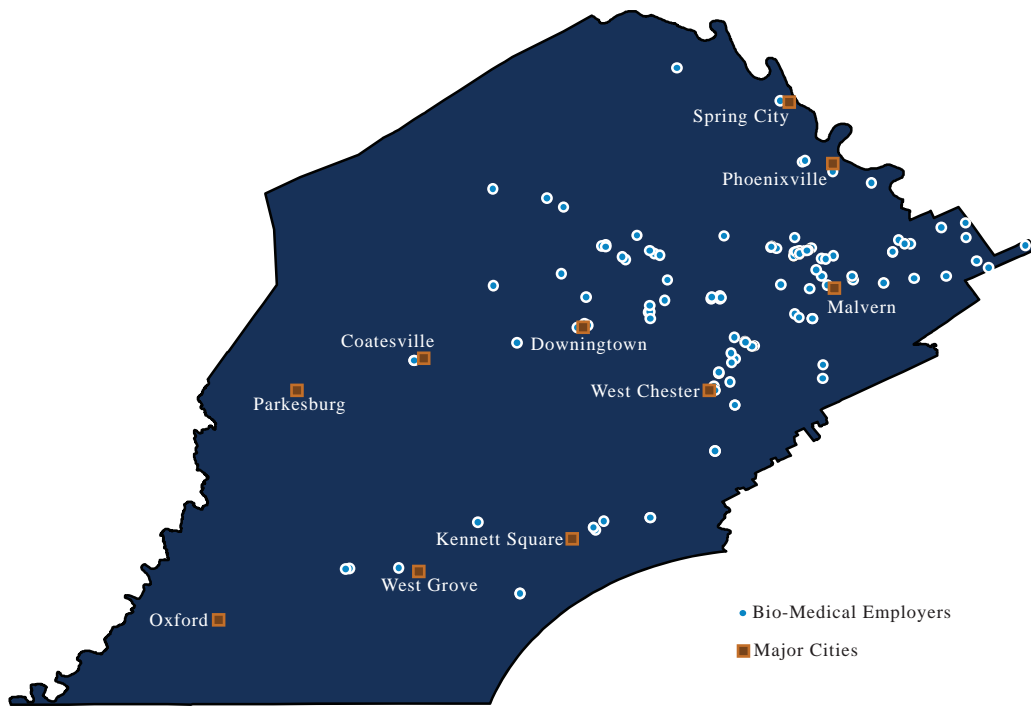 Spring City
Phoenixville
Malvern
Coatesville
Downingtown
Parkesburg
West Chester
Kennett Square
West Grove
Oxford
Bio-Medical Employers
Major Cities